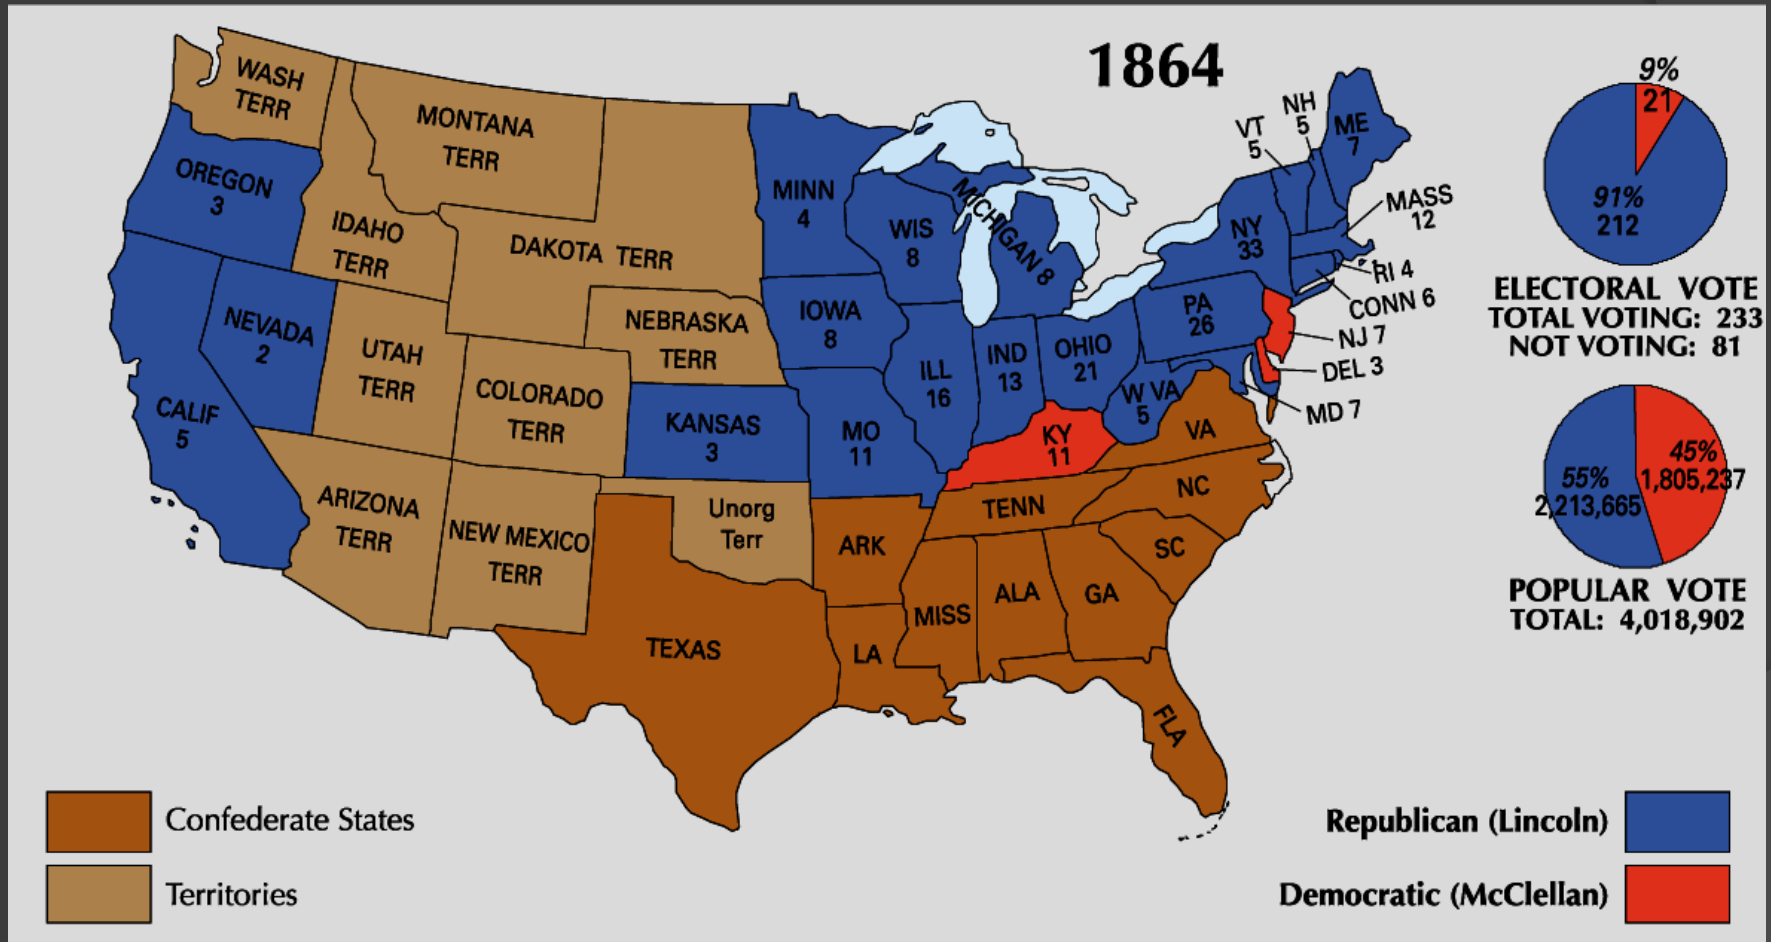 1864
WASH
TERR
MONTANA
TERR
OREGON
3
IDAHO
TERR
DAKOTA TERR
MINN
4
WIS
8
MICHIGAN 8
NY
33
VT
5
NH
5
ME
7
MASS
12
RI 4
CONN 6
NJ 7
DEL 3
MD 7
PA
26
NEVADA
2
UTAH
TERR
NEBRASKA
TERR
IOWA
8
ILL
16
IND
13
OHIO
21
W VA
5
CALIF
5
COLORADO
TERR
KANSAS
3
MO
11
KY
11
VA
ARIZONA
TERR
NEW MEXICO
TERR
Unorg
Terr
ARK
TENN
NC
SC
MISS
ALA
GA
TEXAS
LA
FLA
9%
21
91%
212
ELECTORAL VOTE
TOTAL VOTING: 233
NOT VOTING: 81
45%
1,805,237
55%
2,213,665
POPULAR VOTE
TOTAL: 4,018,902
Confederate States
Territories
Republican (Lincoln)
Democratic (McClellan)